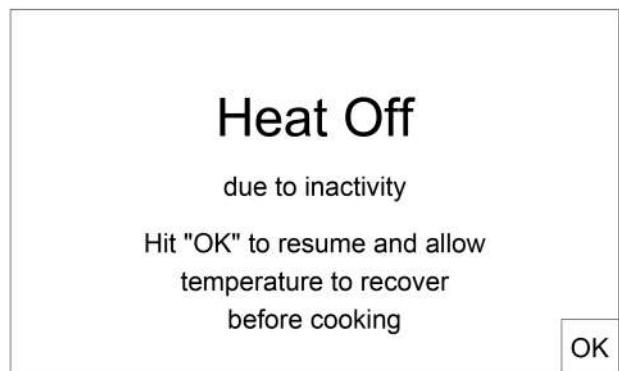 Heat Off
due to inactivity
Hit "OK" to resume and allow
temperature to recover
before cooking
OK